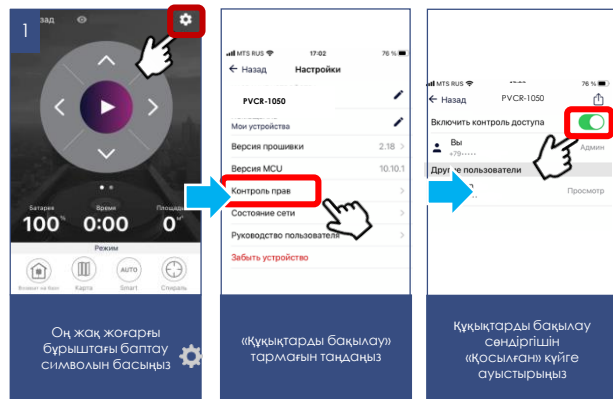 1
зад
Батарея
Время
100 %
0:00
0
Режим
Карта
AUTO
Smart
Спираль
Оң жақ жоғарғы
бұрыштағы баптау
символын басыңыз
MTS RUS
17:02
76 %
← Назад
Настройки
PVCR-1050
Мои устройства
Версия прошивки
2.18 >
Версия MCU
10.10.1
Контроль прав >
Состояние сети >
Руководство пользователя >
Забыть устройство
«Құқықтарды бақылау»
тармағын таңдаңыз
MTS RUS
76 %
← Назад
PVCR-1050
Включить контроль доступа
Вы
+79·····
Админ
Другие пользователи
Просмотр
Құқықтарды бақылау
сөндіргішін
«Қосылған» күйге
ауыстырыңыз